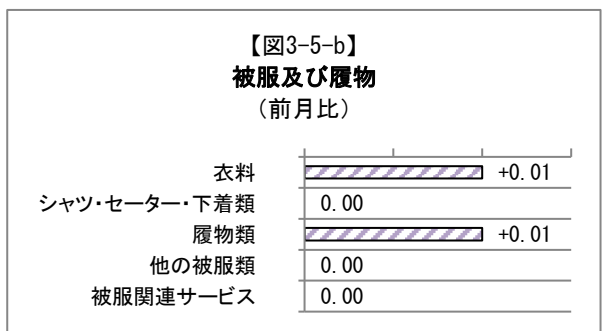 【図3-5-b】
被服及び履物
（前月比）
衣料 +0.01
シャツ・セーター・下着類 0.00
履物類 +0.01
他の被服類 0.00
被服関連サービス 0.00